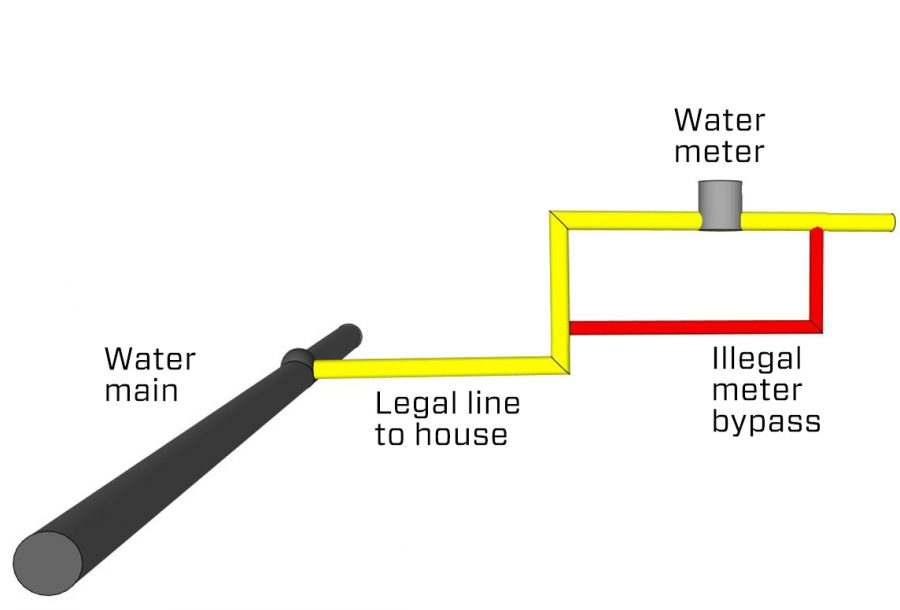 Water
meter
Water
main
Legal line
to house
Illegal
meter
bypass